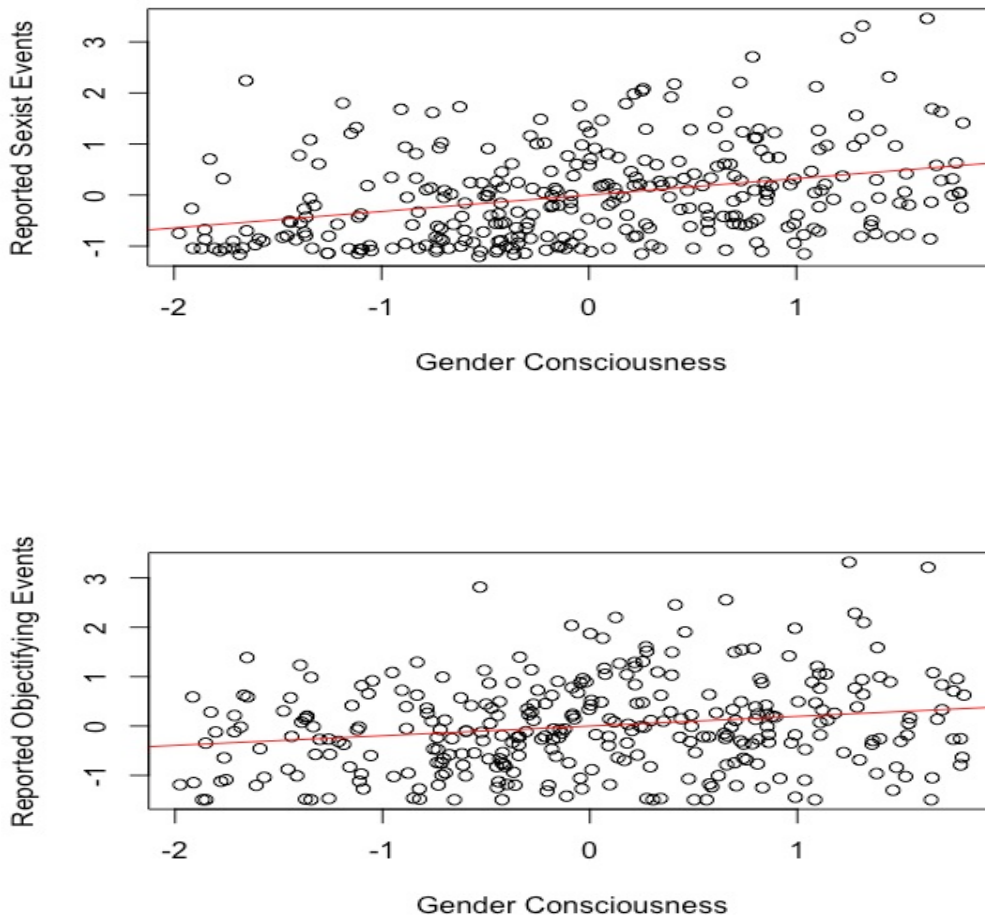 Reported Sexist Events
3
2
1
0
-1
-2 -1 0 1
Gender Consciousness
Reported Objectifying Events
3
2
1
0
-1
-2 -1 0 1
Gender Consciousness